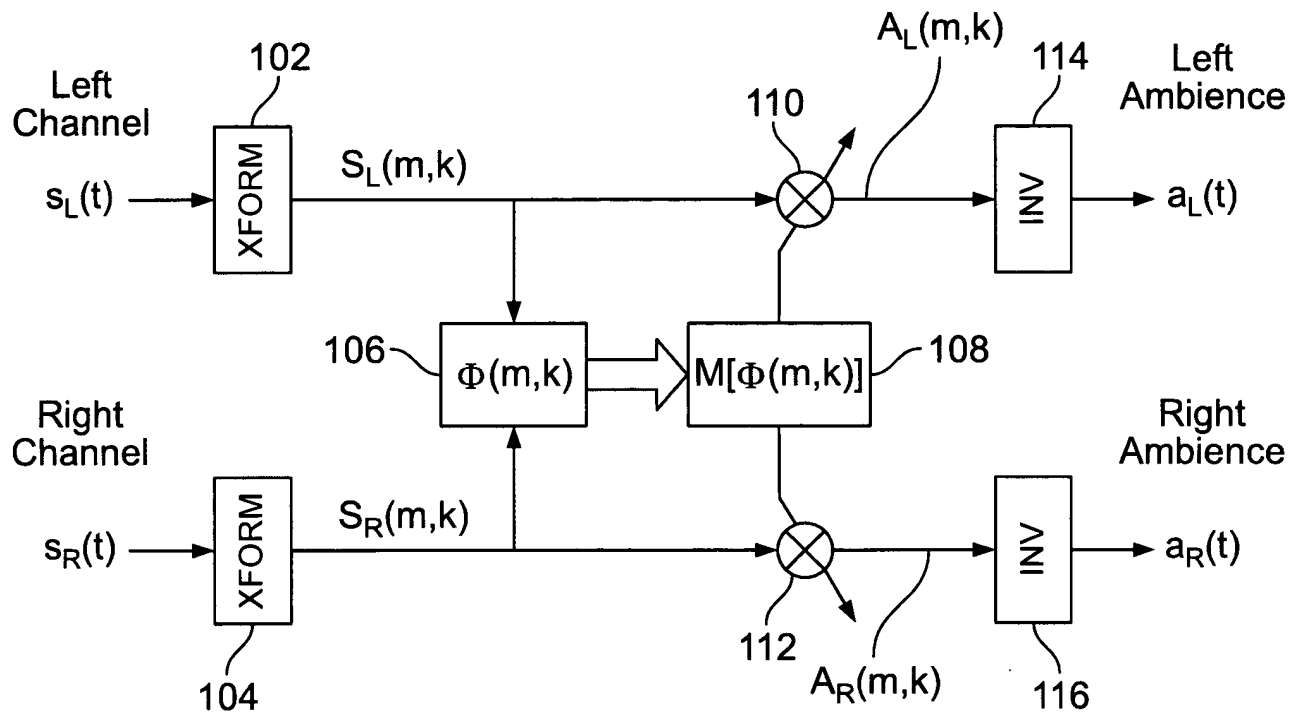 A_L(m,k)
102
114
110
Left
Channel
Left
Ambience
S_L(m,k)
s_L(t)
XFORM
INV
a_L(t)
106
Φ(m,k)
M[Φ(m,k)]
108
Right
Channel
Right
Ambience
S_R(m,k)
s_R(t)
XFORM
INV
a_R(t)
112
A_R(m,k)
104
116